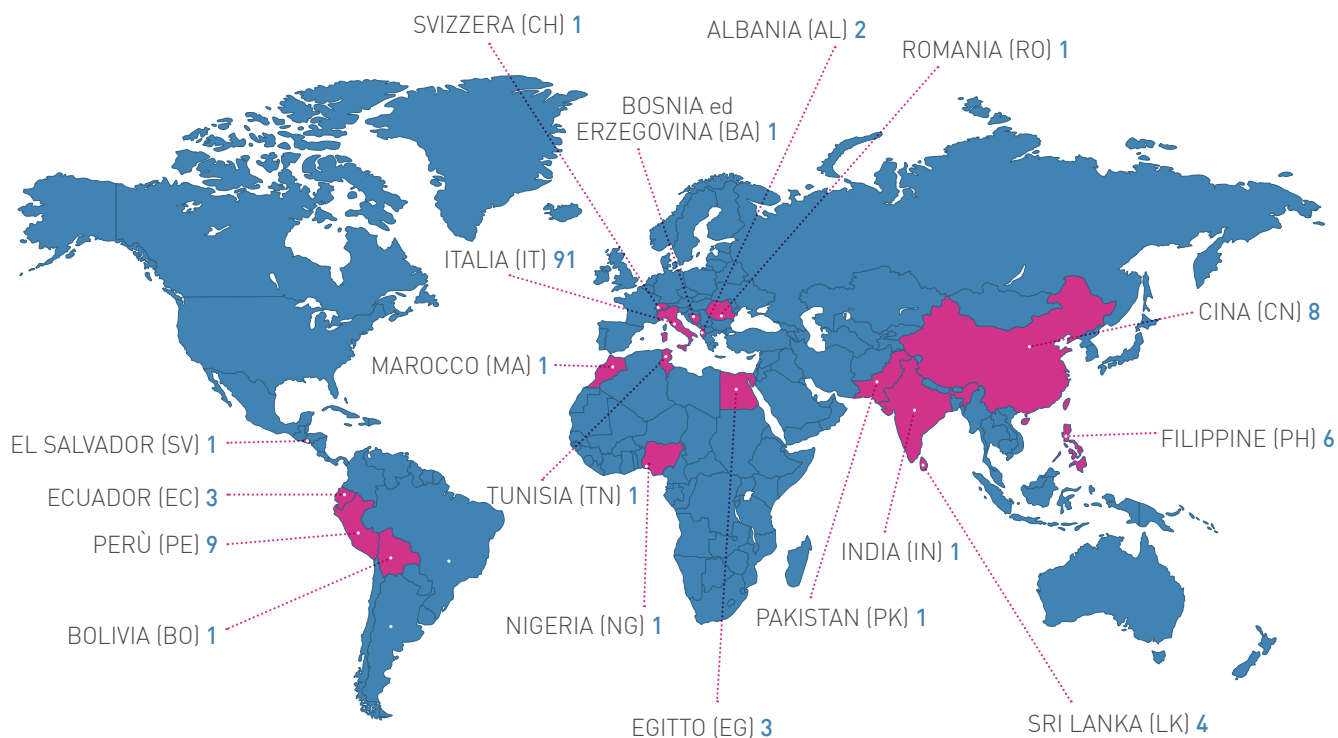 SVIZZERA (CH) 1
ALBANIA (AL) 2
ROMANIA (RO) 1
BOSNIA ed
ERZEGOVINA (BA) 1
ITALIA (IT) 91
CINA (CN) 8
MAROCCO (MA) 1
EL SALVADOR (SV) 1
FILIPPINE (PH) 6
ECUADOR (EC) 3
TUNISIA (TN) 1
PERÙ (PE) 9
INDIA (IN) 1
BOLIVIA (BO) 1
NIGERIA (NG) 1
PAKISTAN (PK) 1
EGITTO (EG) 3
SRI LANKA (LK) 4